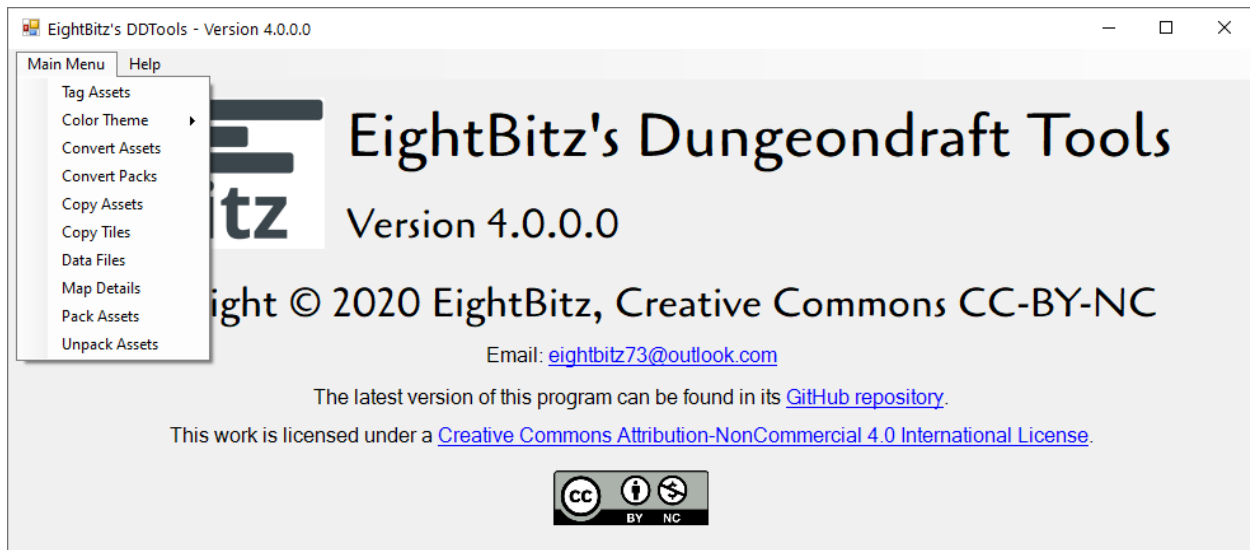 EightBitz's DDTools - Version 4.0.0.0
Main Menu Help
Tag Assets
Color Theme
Convert Assets
Convert Packs
Copy Assets
Copy Tiles
Data Files
Map Details
Pack Assets
Unpack Assets
itz
EightBitz's Dungeondraft Tools
Version 4.0.0.0
ight © 2020 EightBitz, Creative Commons CC-BY-NC
Email: eightbitz73@outlook.com
The latest version of this program can be found in its GitHub repository.
This work is licensed under a Creative Commons Attribution-NonCommercial 4.0 International License.
cc
BY NC